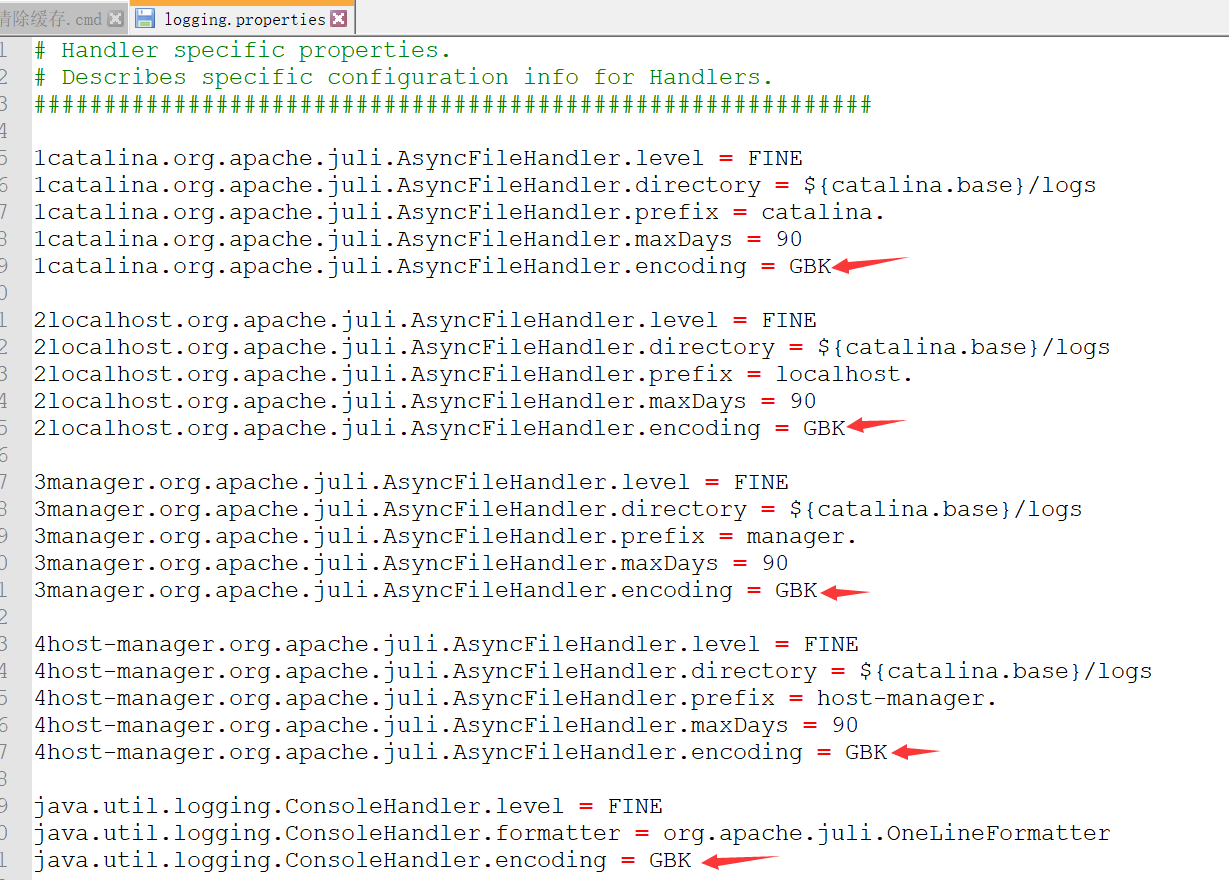 清除缓存.cmd
logging.properties
1 # Handler specific properties.
2 # Describes specific configuration info for Handlers.
3 ############################################################
4
5 1catalina.org.apache.juli.AsyncFileHandler.level = FINE
6 1catalina.org.apache.juli.AsyncFileHandler.directory = ${catalina.base}/logs
7 1catalina.org.apache.juli.AsyncFileHandler.prefix = catalina.
8 1catalina.org.apache.juli.AsyncFileHandler.maxDays = 90
9 1catalina.org.apache.juli.AsyncFileHandler.encoding = GBK
0
1 2localhost.org.apache.juli.AsyncFileHandler.level = FINE
2 2localhost.org.apache.juli.AsyncFileHandler.directory = ${catalina.base}/logs
3 2localhost.org.apache.juli.AsyncFileHandler.prefix = localhost.
4 2localhost.org.apache.juli.AsyncFileHandler.maxDays = 90
5 2localhost.org.apache.juli.AsyncFileHandler.encoding = GBK
6
7 3manager.org.apache.juli.AsyncFileHandler.level = FINE
8 3manager.org.apache.juli.AsyncFileHandler.directory = ${catalina.base}/logs
9 3manager.org.apache.juli.AsyncFileHandler.prefix = manager.
0 3manager.org.apache.juli.AsyncFileHandler.maxDays = 90
1 3manager.org.apache.juli.AsyncFileHandler.encoding = GBK
2
3 4host-manager.org.apache.juli.AsyncFileHandler.level = FINE
4 4host-manager.org.apache.juli.AsyncFileHandler.directory = ${catalina.base}/logs
5 4host-manager.org.apache.juli.AsyncFileHandler.prefix = host-manager.
6 4host-manager.org.apache.juli.AsyncFileHandler.maxDays = 90
7 4host-manager.org.apache.juli.AsyncFileHandler.encoding = GBK
8
9 java.util.logging.ConsoleHandler.level = FINE
0 java.util.logging.ConsoleHandler.formatter = org.apache.juli.OneLineFormatter
1 java.util.logging.ConsoleHandler.encoding = GBK